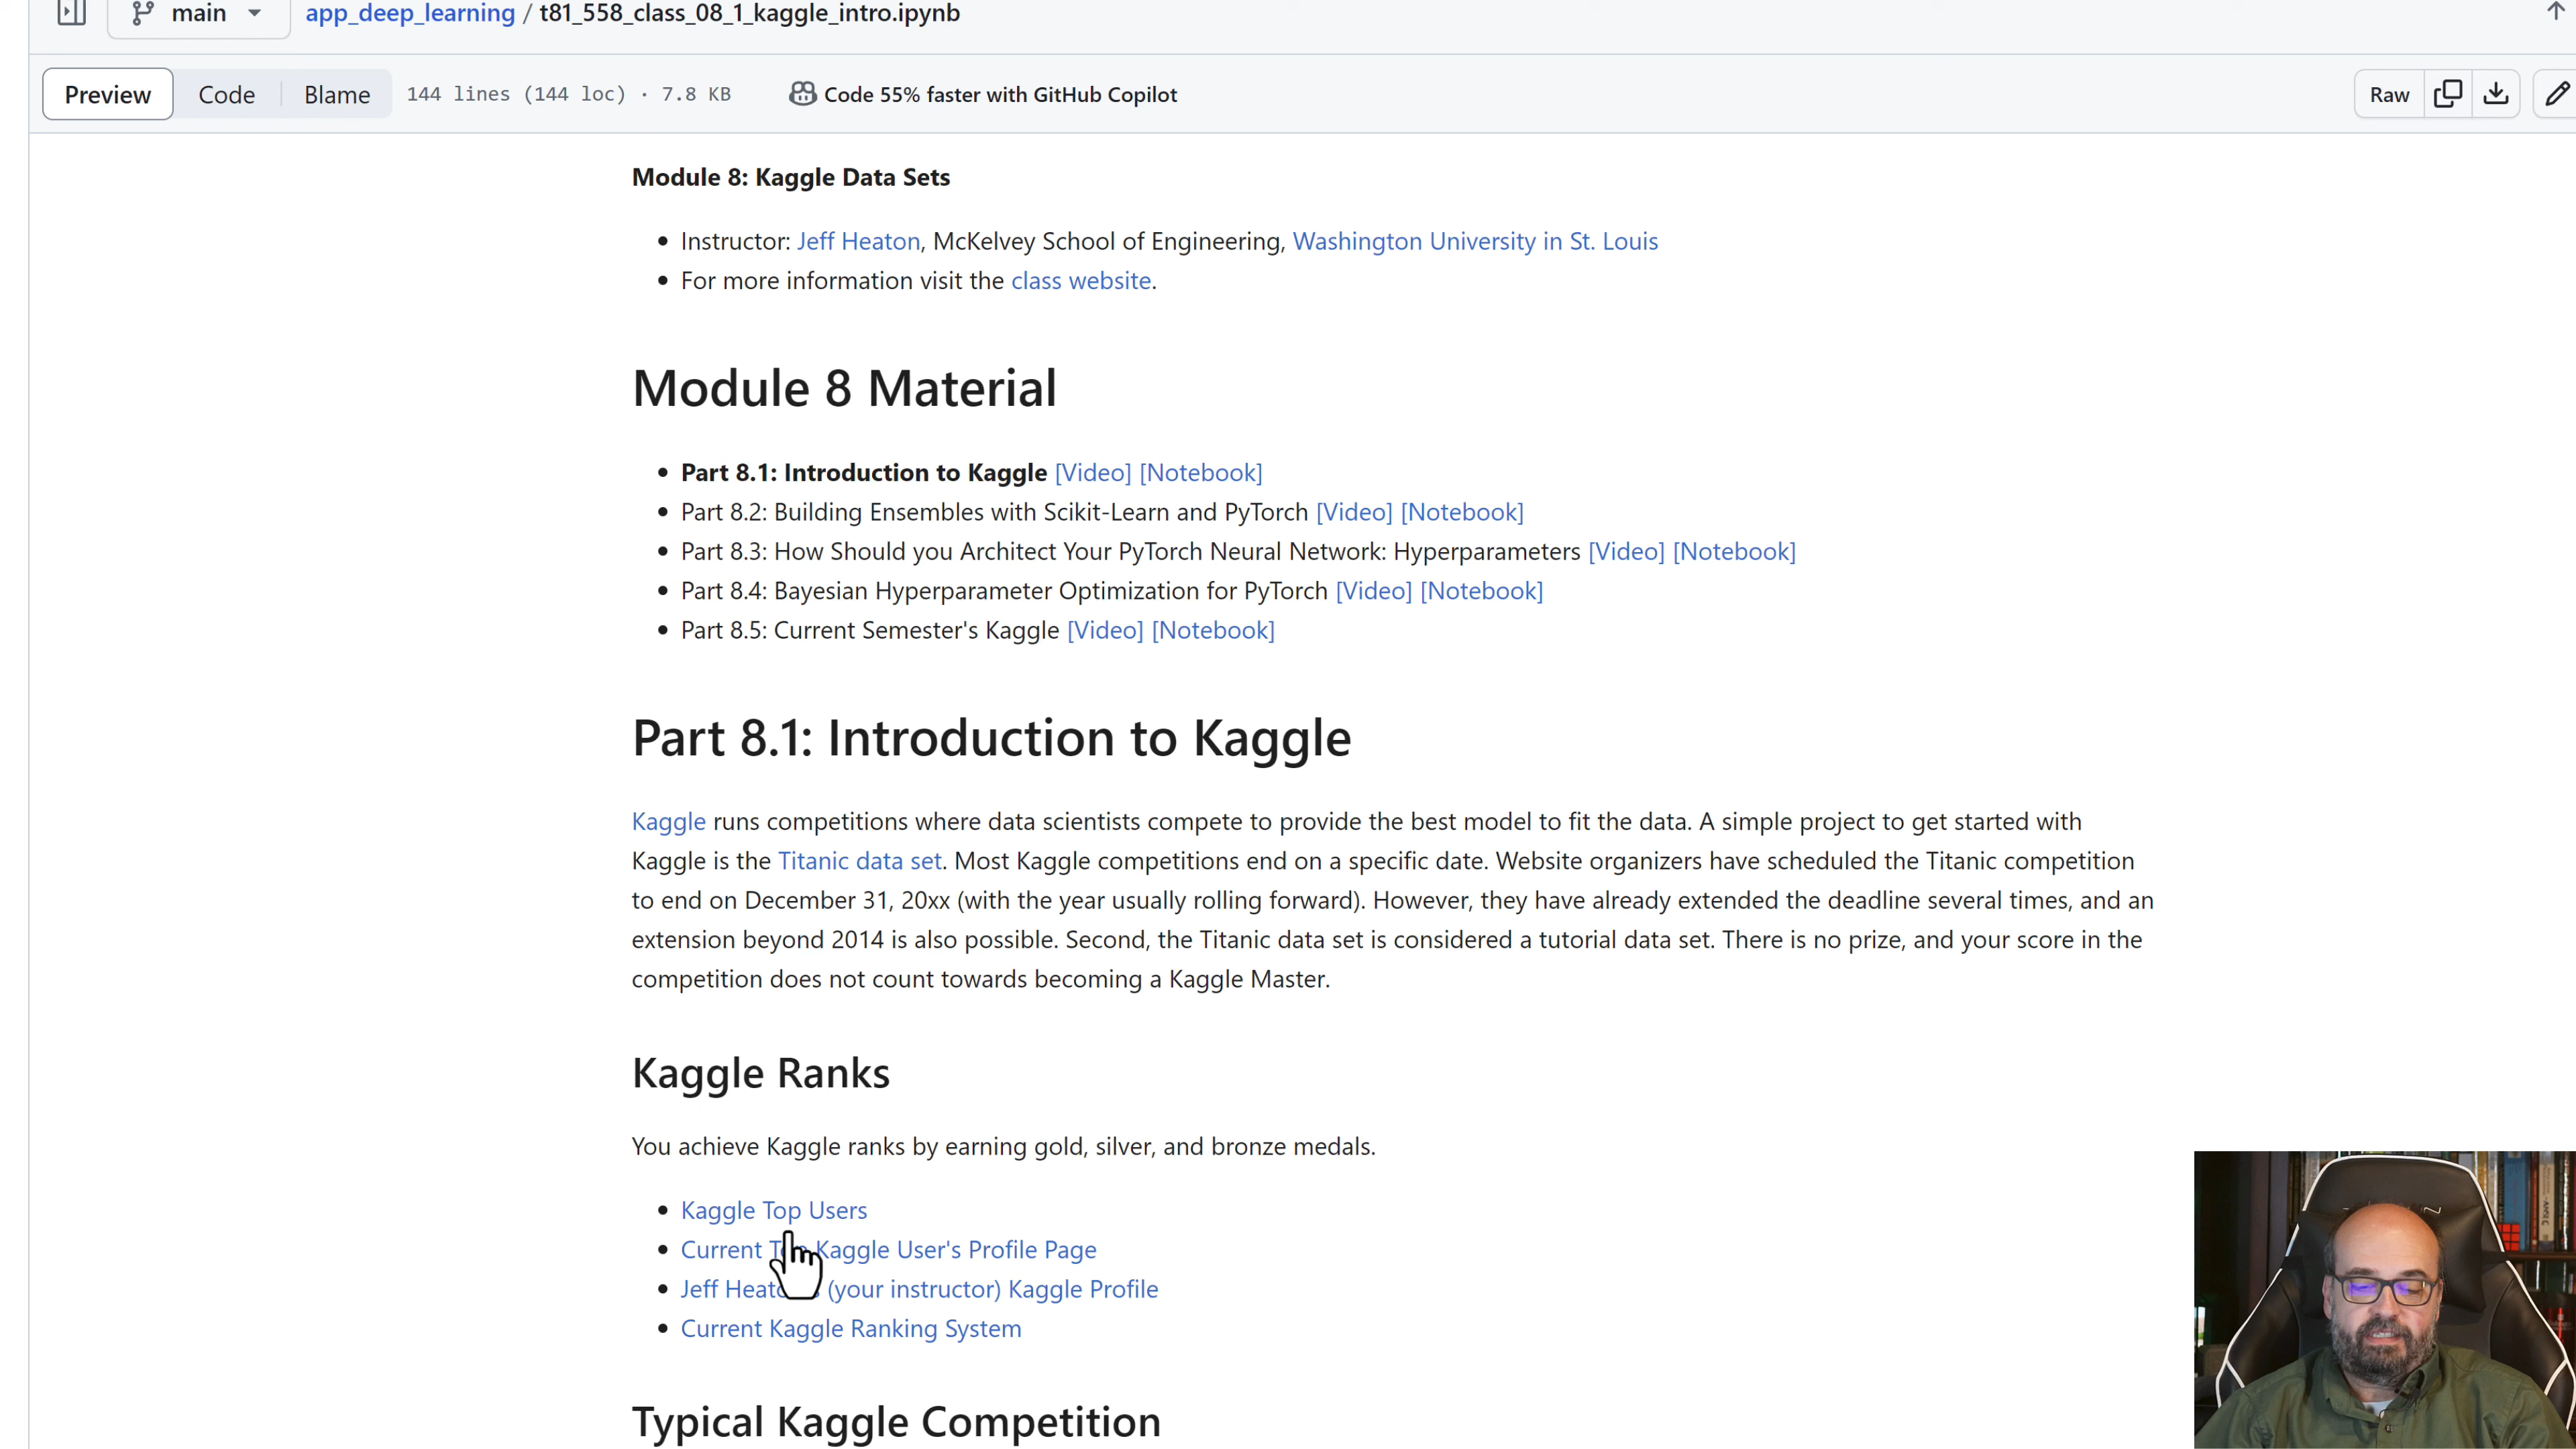 main
app_deep_learning / t81_558_class_08_1_kaggle_intro.ipynb
Preview Code Blame 144 lines (144 loc) · 7.8 KB Code 55% faster with GitHub Copilot Raw
Module 8: Kaggle Data Sets
Instructor: Jeff Heaton, McKelvey School of Engineering, Washington University in St. Louis
For more information visit the class website.
Module 8 Material
Part 8.1: Introduction to Kaggle [Video] [Notebook]
Part 8.2: Building Ensembles with Scikit-Learn and PyTorch [Video] [Notebook]
Part 8.3: How Should you Architect Your PyTorch Neural Network: Hyperparameters [Video] [Notebook]
Part 8.4: Bayesian Hyperparameter Optimization for PyTorch [Video] [Notebook]
Part 8.5: Current Semester's Kaggle [Video] [Notebook]
Part 8.1: Introduction to Kaggle
Kaggle runs competitions where data scientists compete to provide the best model to fit the data. A simple project to get started with
Kaggle is the Titanic data set. Most Kaggle competitions end on a specific date. Website organizers have scheduled the Titanic competition
to end on December 31, 20xx (with the year usually rolling forward). However, they have already extended the deadline several times, and an
extension beyond 2014 is also possible. Second, the Titanic data set is considered a tutorial data set. There is no prize, and your score in the
competition does not count towards becoming a Kaggle Master.
Kaggle Ranks
You achieve Kaggle ranks by earning gold, silver, and bronze medals.
Kaggle Top Users
Current Top Kaggle User's Profile Page
Jeff Heaton's (your instructor) Kaggle Profile
Current Kaggle Ranking System
Typical Kaggle Competition